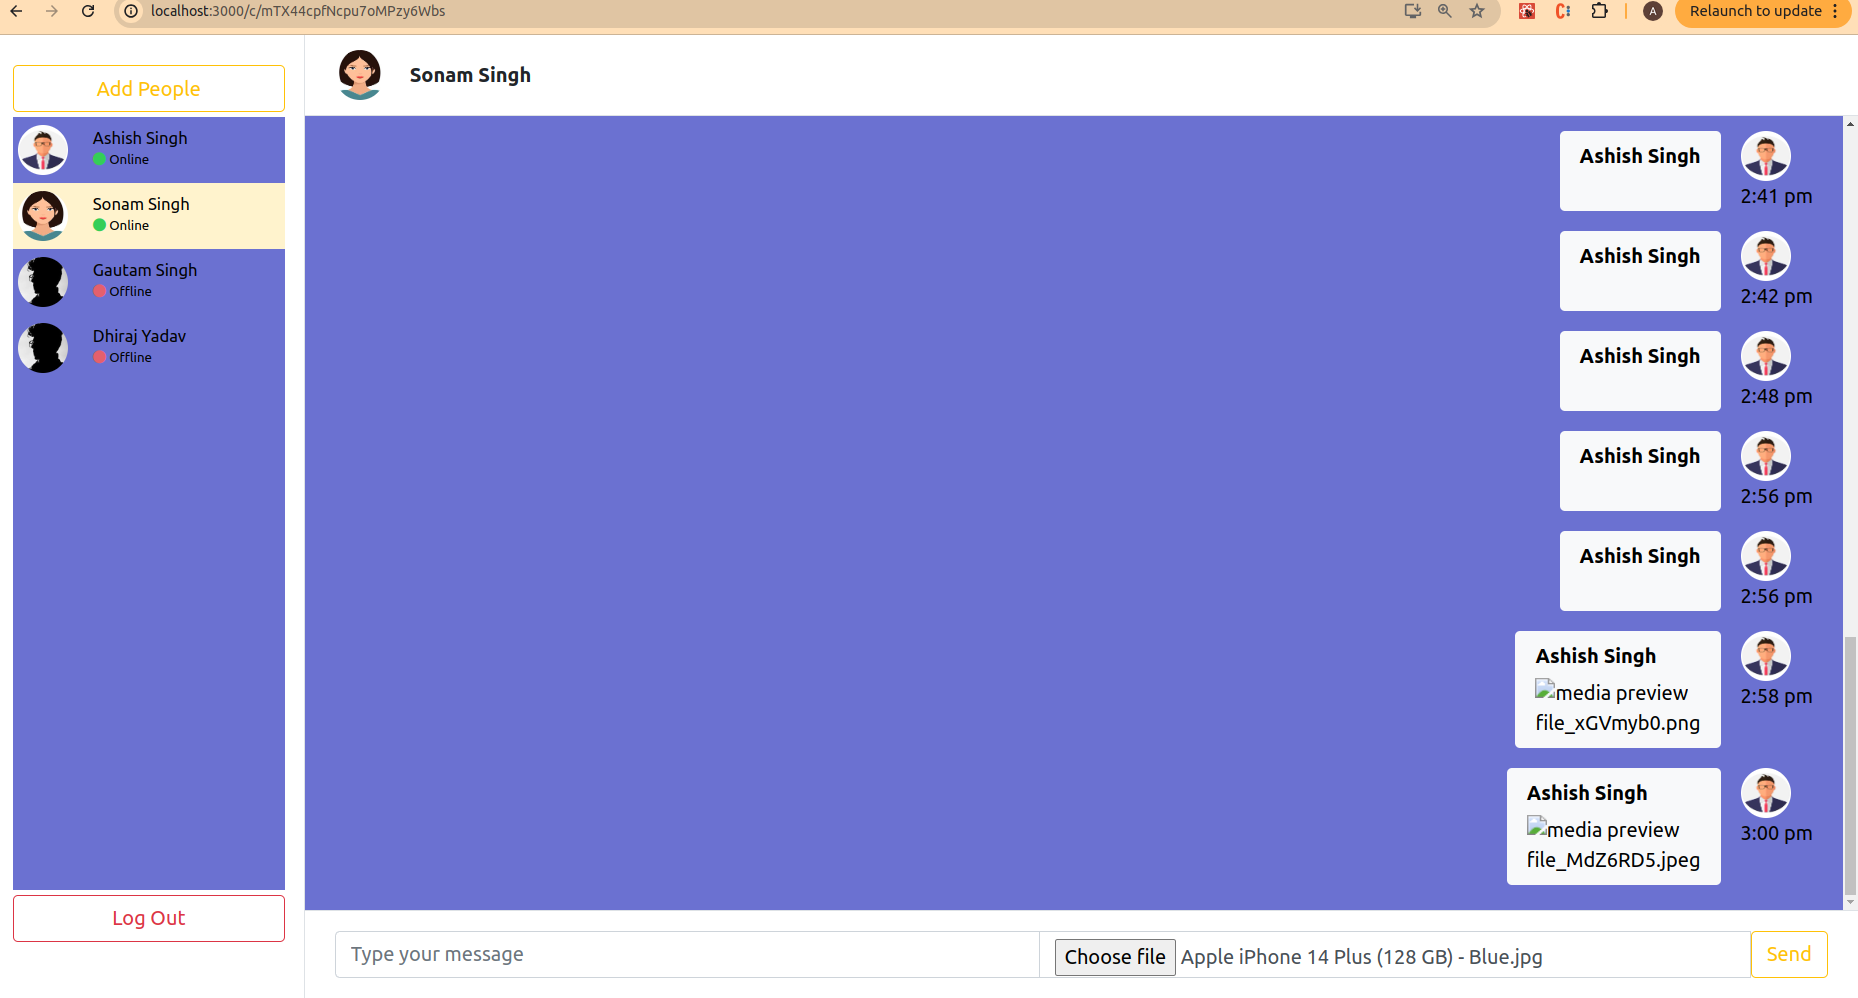 localhost:3000/c/mTX44cpfNcpu7oMPzy6Wbs
A
Relaunch to update
Add People
Ashish Singh
Online
Sonam Singh
Online
Gautam Singh
Offline
Dhiraj Yadav
Offline
Log Out
Sonam Singh
Ashish Singh
2:41 pm
Ashish Singh
2:42 pm
Ashish Singh
2:48 pm
Ashish Singh
2:56 pm
Ashish Singh
2:56 pm
Ashish Singh
media preview
file_xGVmyb0.png
2:58 pm
Ashish Singh
media preview
file_MdZ6RD5.jpeg
3:00 pm
Type your message
Choose file Apple iPhone 14 Plus (128 GB) - Blue.jpg
Send